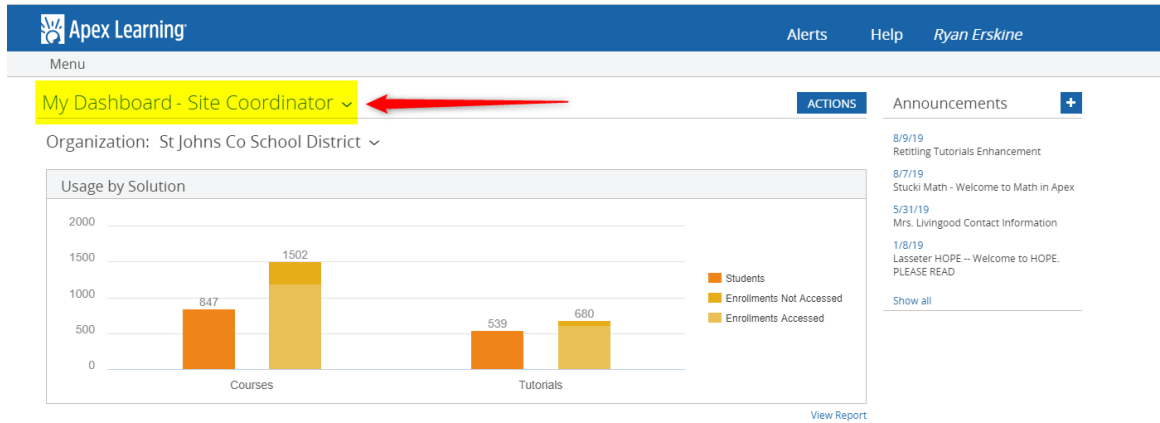 Apex Learning
Alerts Help Ryan Erskine
Menu
My Dashboard - Site Coordinator
ACTIONS
Organization: St Johns Co School District
Usage by Solution
2000
1500
1000
500
0
847
1502
539
680
Courses
Tutorials
Students
Enrollments Not Accessed
Enrollments Accessed
View Report
Announcements
+
8/9/19
Retitling Tutorials Enhancement
8/7/19
Stucki Math - Welcome to Math in Apex
5/31/19
Mrs. Livingood Contact Information
1/8/19
Lasseter HOPE -- Welcome to HOPE.
PLEASE READ
Show all